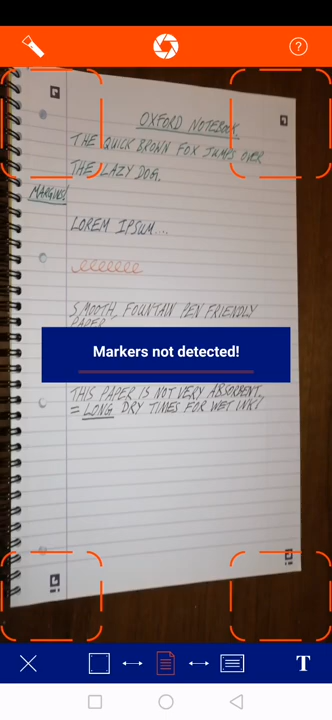 OXFORD NOTEBOOK
THE QUICK BROWN FOX JUMPS OVER
THE LAZY DOG.
MARGINS!
LOREM IPSUM....
SMOOTH, FOUNTAIN PEN FRIENDLY
PAPER
Markers not detected!
THIS PAPER IS NOT VERY ABSORBENT.
= LONG DRY TIMES FOR WET INK!
T